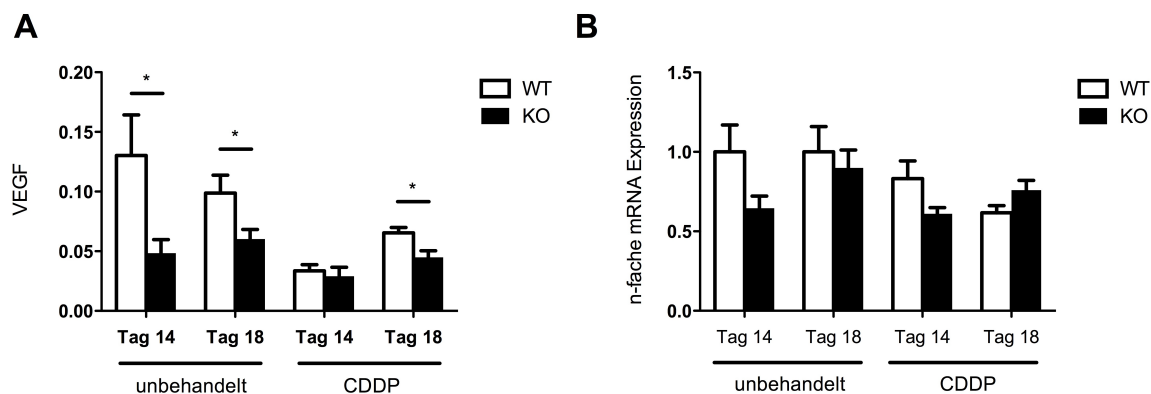 A
VEGF
0.20
0.15
0.10
0.05
0.00
*
*
*
WT
KO
Tag 14 Tag 18 Tag 14 Tag 18
unbehandelt CDDP
B
n-fache mRNA Expression
1.5
1.0
0.5
0.0
WT
KO
Tag 14 Tag 18 Tag 14 Tag 18
unbehandelt CDDP